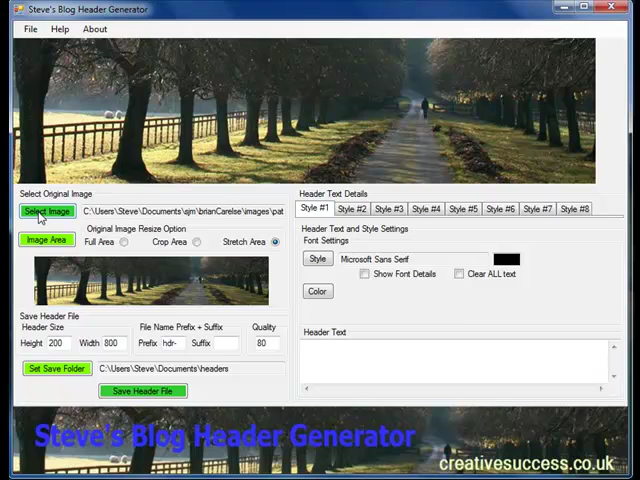 Steve's Blog Header Generator
File Help About
Select Original Image
Select Image C:\Users\Steve\Documents\sjm\brianCarelse\images\pat
Original Image Resize Option
Image Area Full Area Crop Area Stretch Area
Save Header File
Header Size File Name Prefix + Suffix Quality
Height 200 Width 800 Prefix hdr- Suffix 80
Set Save Folder C:\Users\Steve\Documents\headers
Save Header File
Header Text Details
Style #1 Style #2 Style #3 Style #4 Style #5 Style #6 Style #7 Style #8
Header Text and Style Settings
Font Settings
Style Microsoft Sans Serif
Show Font Details Clear ALL text
Color
Header Text
Steve's Blog Header Generator
creativesuccess.co.uk